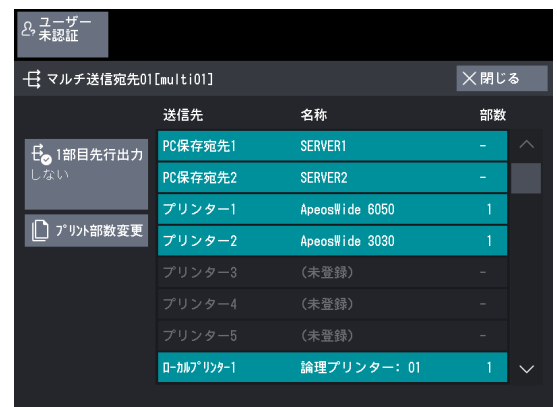 ユーザー
未認証
マルチ送信宛先01[multi01]
閉じる
送信先 名称 部数
1部目先行出力
しない
プリント部数変更
PC保存宛先1 SERVER1 -
PC保存宛先2 SERVER2 -
プリンター1 ApeosWide 6050 1
プリンター2 ApeosWide 3030 1
プリンター3 (未登録) -
プリンター4 (未登録) -
プリンター5 (未登録) -
ローカルプリンター1 論理プリンター: 01 1